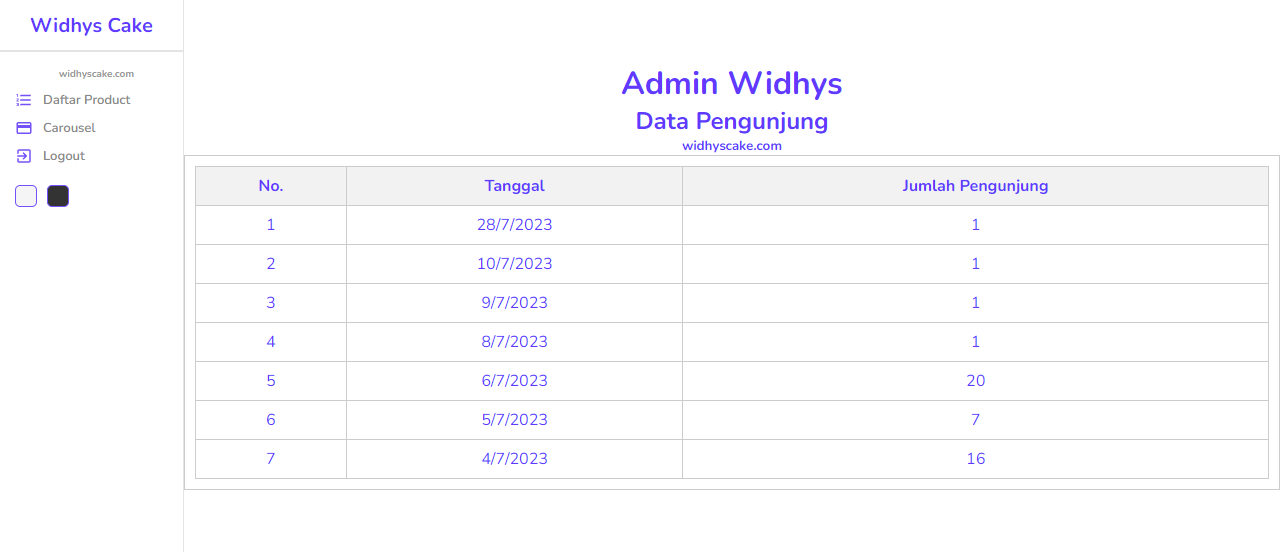 Widhys Cake
widhyscake.com
Daftar Product
Carousel
Logout
Admin Widhys
Data Pengunjung
widhyscake.com
No. Tanggal Jumlah Pengunjung
1 28/7/2023 1
2 10/7/2023 1
3 9/7/2023 1
4 8/7/2023 1
5 6/7/2023 20
6 5/7/2023 7
7 4/7/2023 16